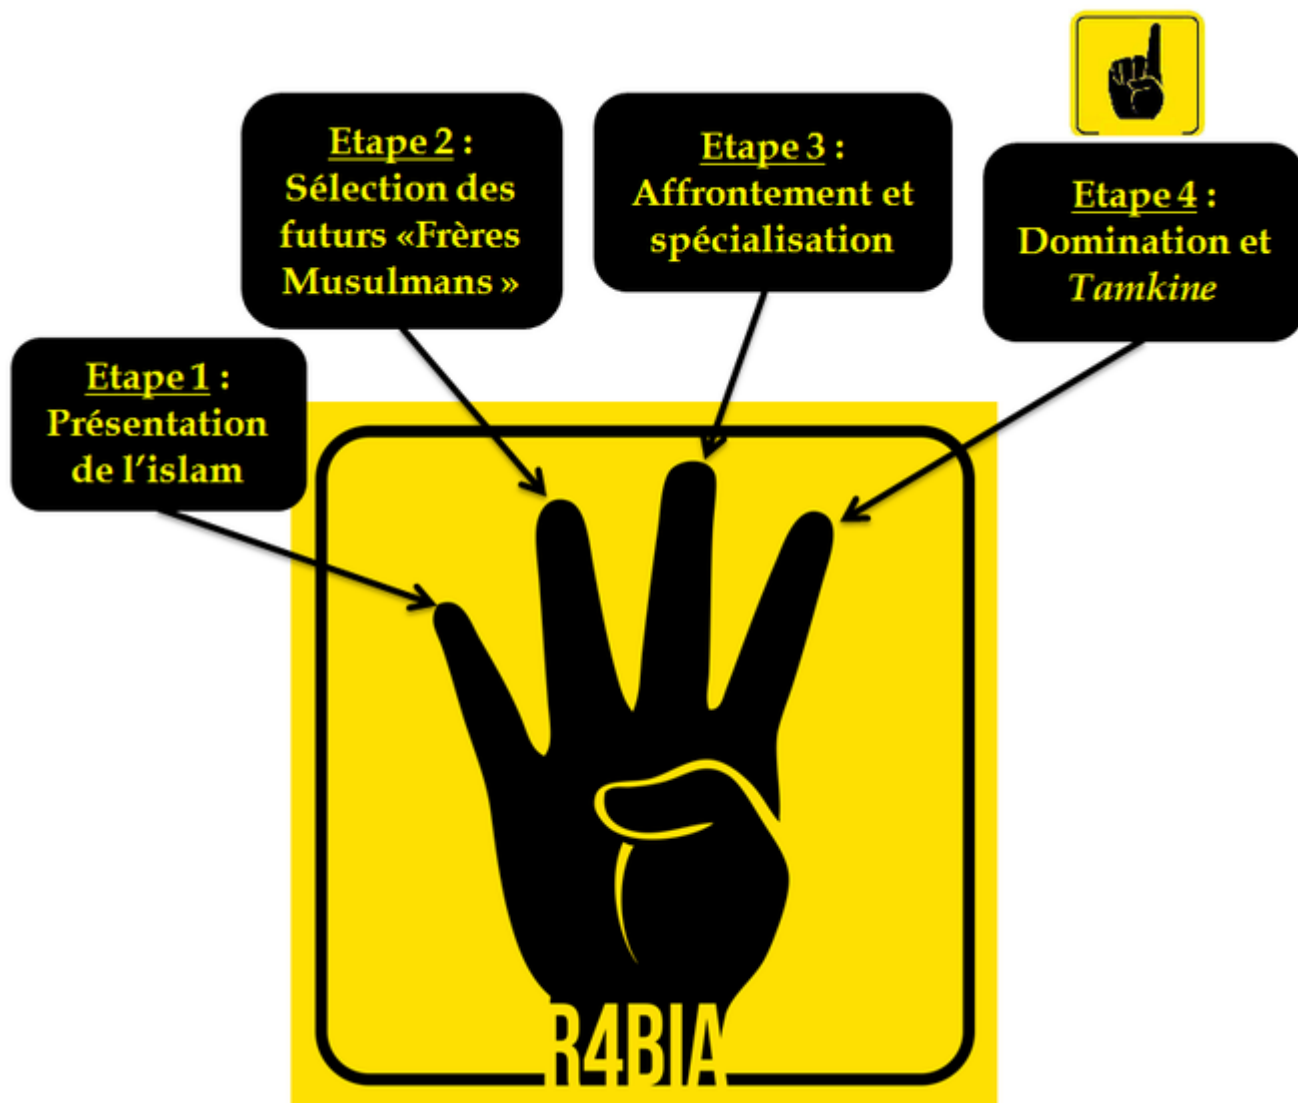 Etape 1 :
Présentation
de l’islam
Etape 2 :
Sélection des
futurs «Frères
Musulmans »
Etape 3 :
Affrontement et
spécialisation
Etape 4 :
Domination et
Tamkine
R4BIA